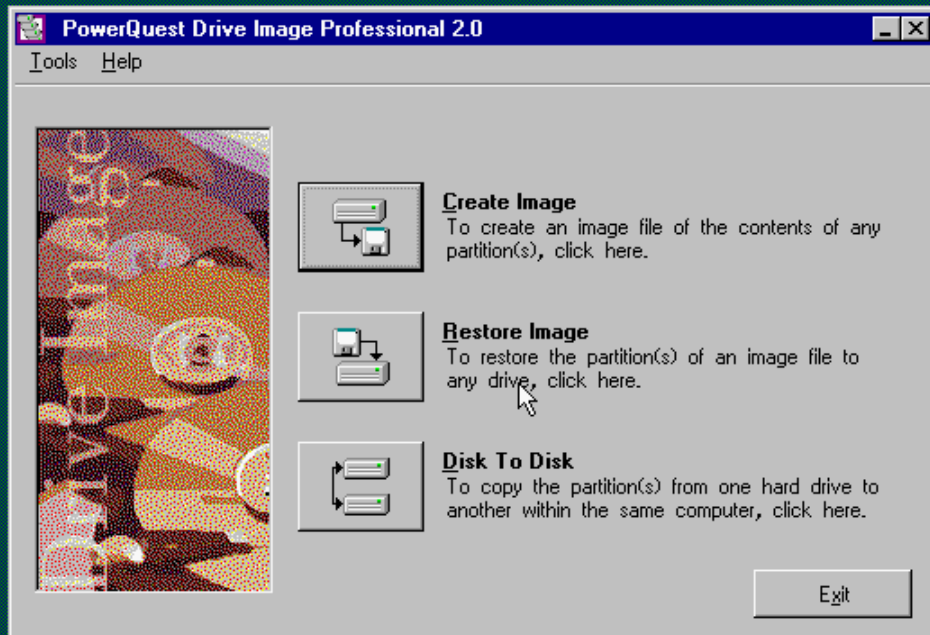 PowerQuest Drive Image Professional 2.0
Tools Help
Drive Image
Create Image
To create an image file of the contents of any
partition(s), click here.
Restore Image
To restore the partition(s) of an image file to
any drive, click here.
Disk To Disk
To copy the partition(s) from one hard drive to
another within the same computer, click here.
Exit